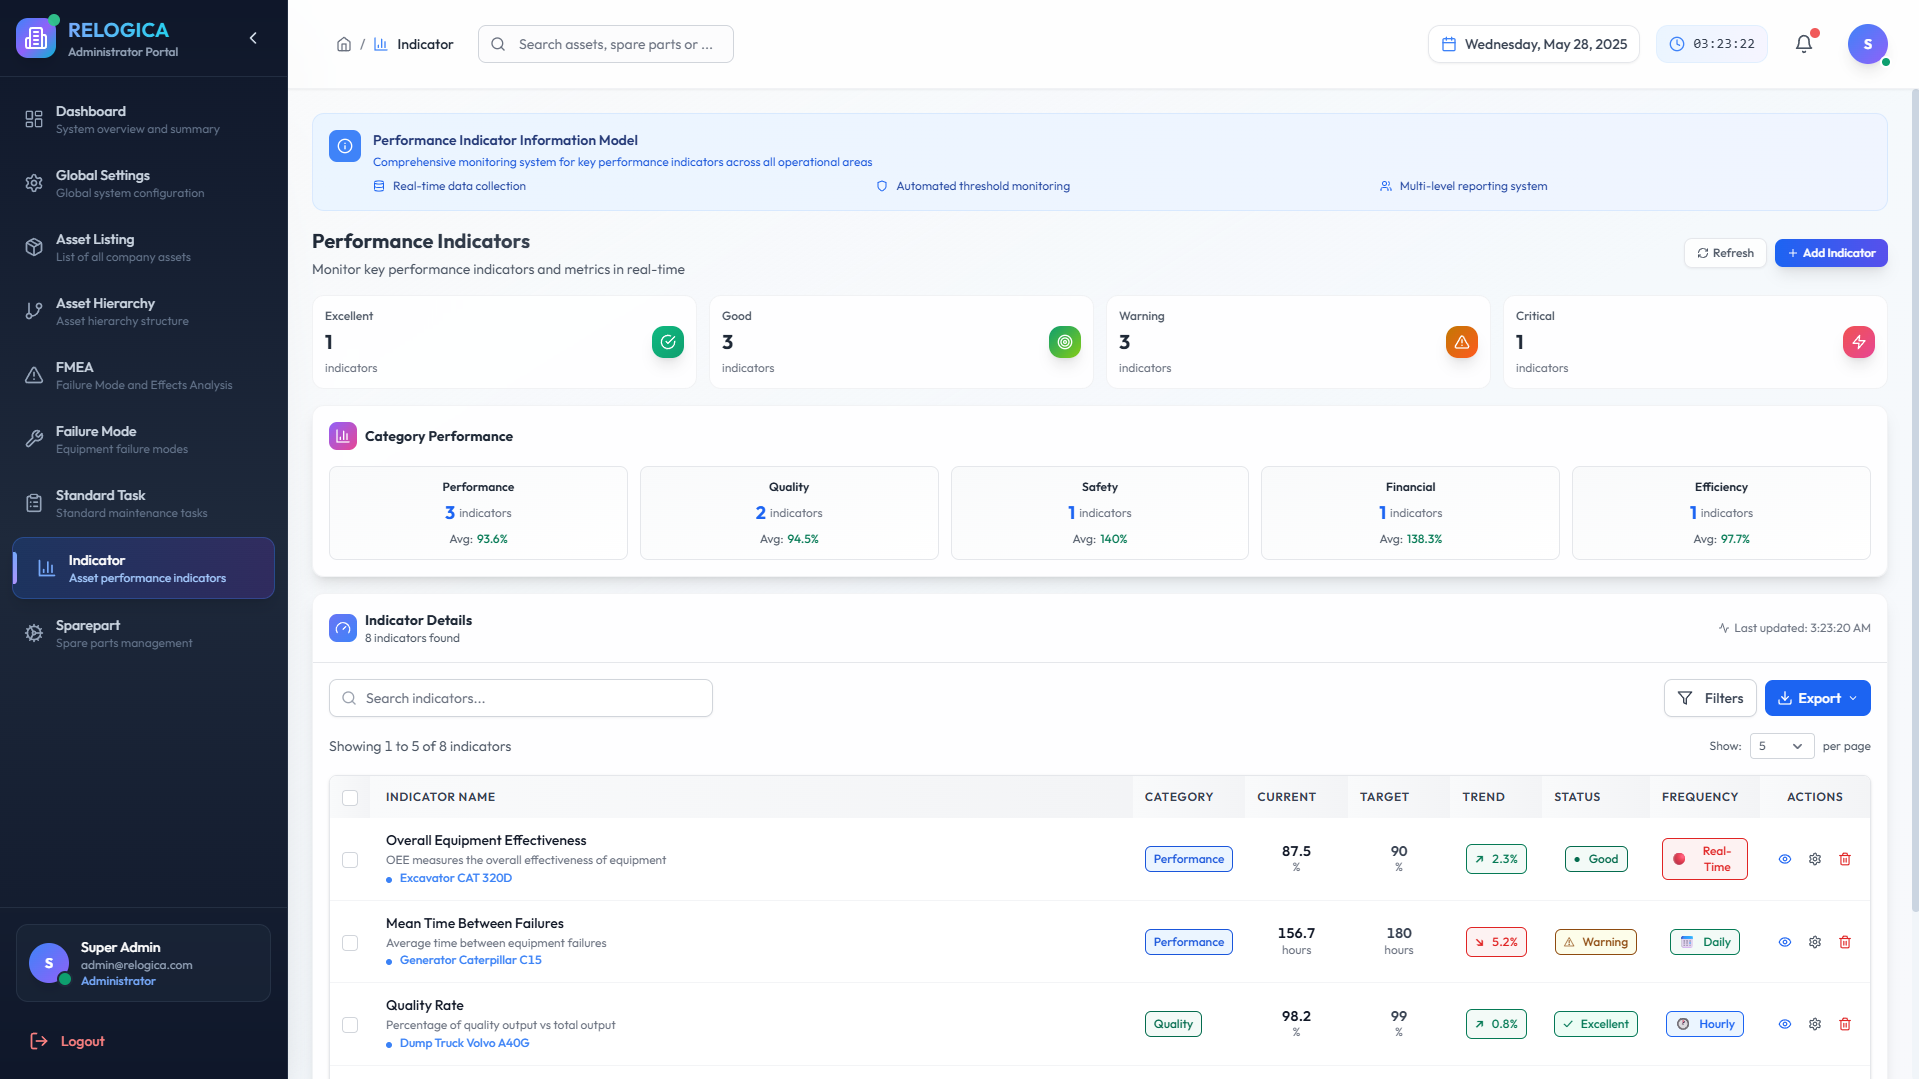 RELOGICA
Administrator Portal
Dashboard
System overview and summary
Global Settings
Global system configuration
Asset Listing
List of all company assets
Asset Hierarchy
Asset hierarchy structure
FMEA
Failure Mode and Effects Analysis
Failure Mode
Equipment failure modes
Standard Task
Standard maintenance tasks
Indicator
Asset performance indicators
Sparepart
Spare parts management
S
Super Admin
admin@relogica.com
Administrator
Logout
/ Indicator
Search assets, spare parts or ...
Wednesday, May 28, 2025
03:23:22
S
Performance Indicator Information Model
Comprehensive monitoring system for key performance indicators across all operational areas
Real-time data collection
Automated threshold monitoring
Multi-level reporting system
Performance Indicators
Monitor key performance indicators and metrics in real-time
Refresh
Add Indicator
Excellent
1
indicators
Good
3
indicators
Warning
3
indicators
Critical
1
indicators
Category Performance
Performance
3 indicators
Avg: 93.6%
Quality
2 indicators
Avg: 94.5%
Safety
1 indicators
Avg: 140%
Financial
1 indicators
Avg: 138.3%
Efficiency
1 indicators
Avg: 97.7%
Indicator Details
8 indicators found
Last updated: 3:23:20 AM
Search indicators...
Filters
Export
Showing 1 to 5 of 8 indicators
Show: 5 per page
INDICATOR NAME CATEGORY CURRENT TARGET TREND STATUS FREQUENCY ACTIONS
Overall Equipment Effectiveness
OEE measures the overall effectiveness of equipment
Excavator CAT 320D
Performance
87.5
%
90
%
2.3%
Good
Real-
Time
Mean Time Between Failures
Average time between equipment failures
Generator Caterpillar C15
Performance
156.7
hours
180
hours
5.2%
Warning
Daily
Quality Rate
Percentage of quality output vs total output
Dump Truck Volvo A40G
Quality
98.2
%
99
%
0.8%
Excellent
Hourly